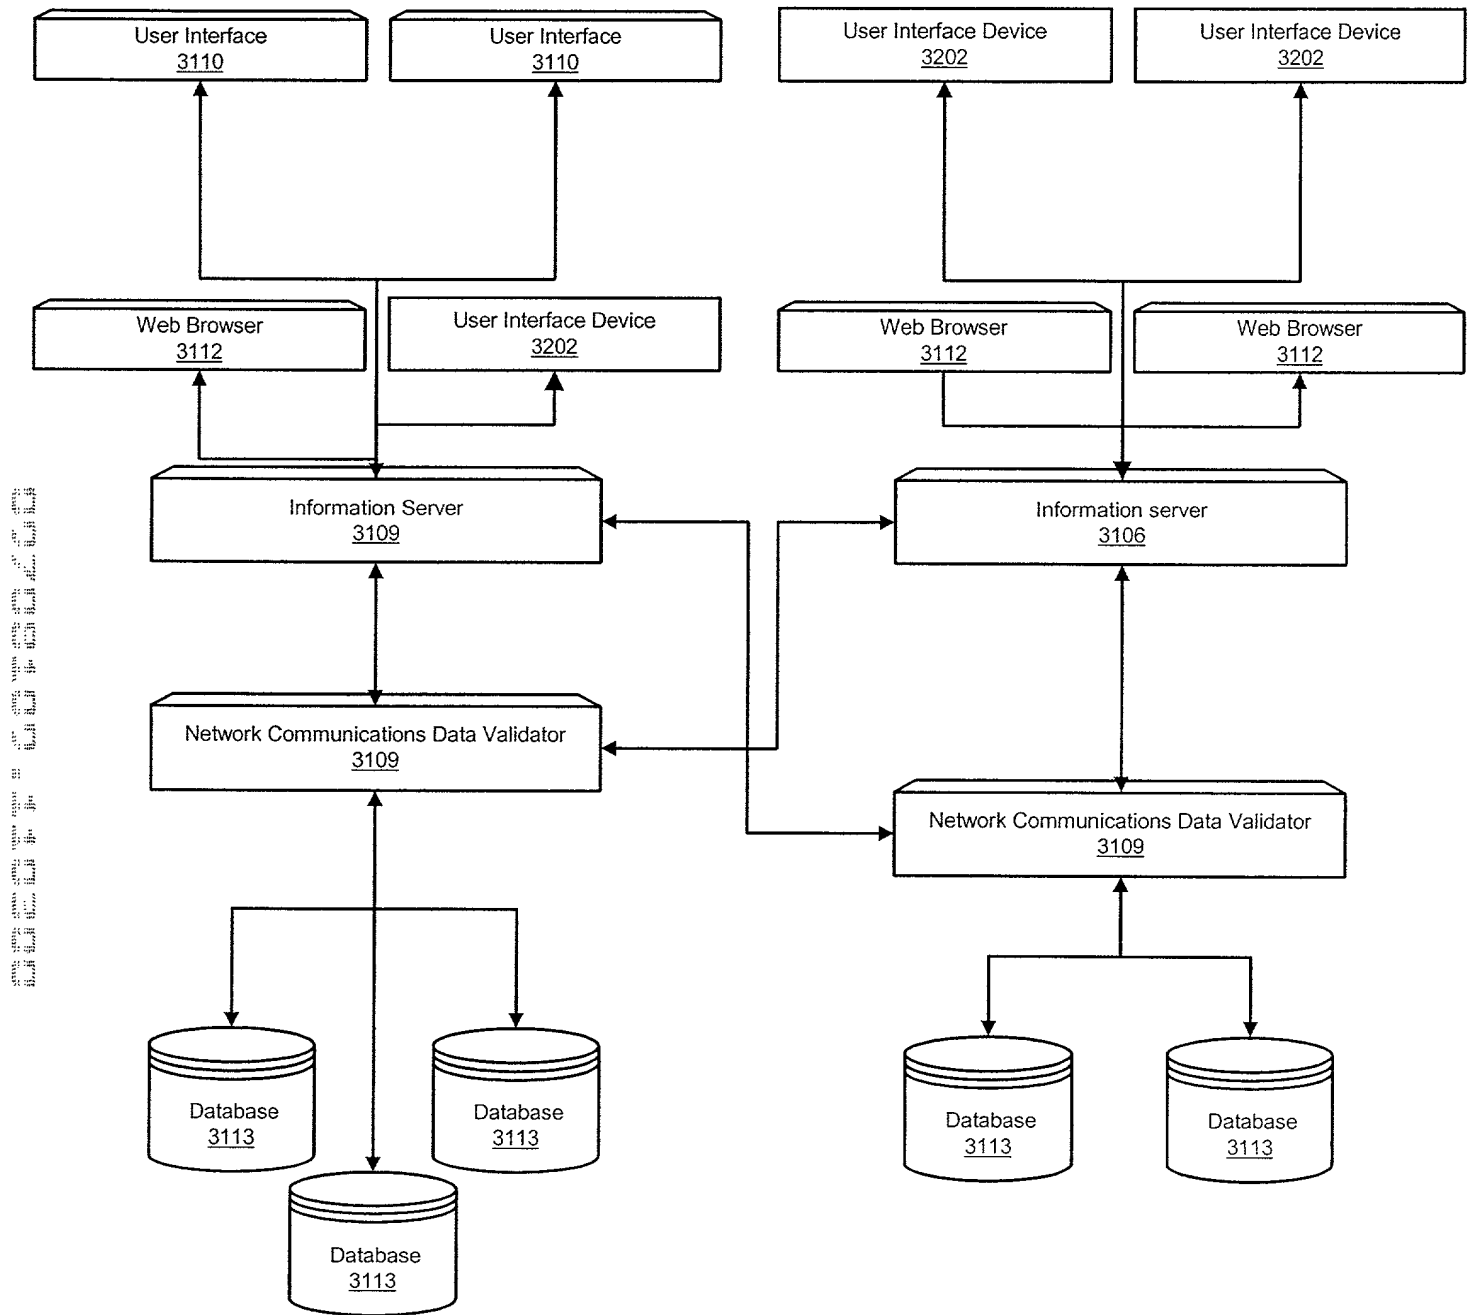 User Interface
3110
User Interface
3110
User Interface Device
3202
User Interface Device
3202
Web Browser
3112
User Interface Device
3202
Web Browser
3112
Web Browser
3112
Information Server
3109
Information server
3106
Network Communications Data Validator
3109
Network Communications Data Validator
3109
Database
3113
Database
3113
Database
3113
Database
3113
Database
3113